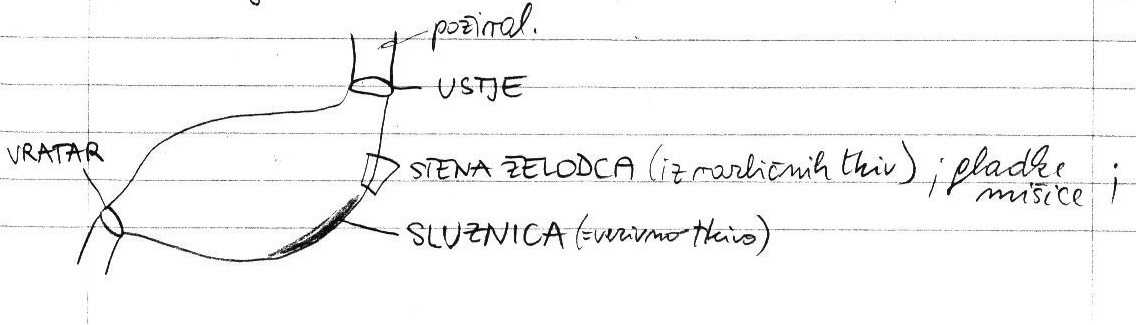 požiral.
USTJE
VRATAR
STENA ŽELODCA (iz različnih tkiv) ; gladke
mišice ;
SLUZNICA (=vezivno tkivo)